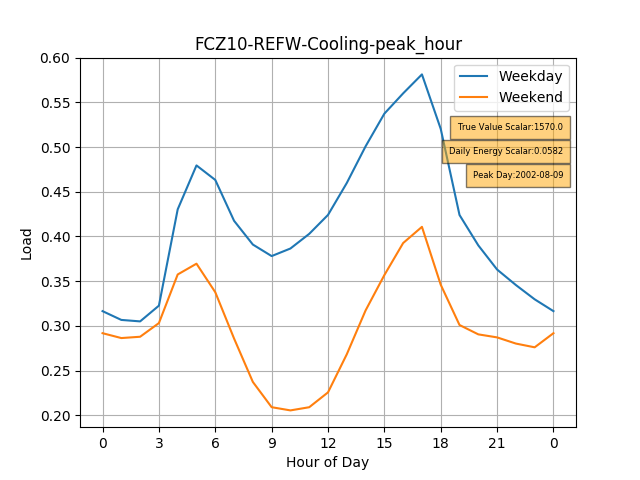 FCZ10-REFW-Cooling-peak_hour
0.60
0.55
0.50
0.45
0.40
0.35
0.30
0.25
0.20
Load
Weekday
Weekend
True Value Scalar:1570.0
Daily Energy Scalar:0.0582
Peak Day:2002-08-09
0 3 6 9 12 15 18 21 0
Hour of Day